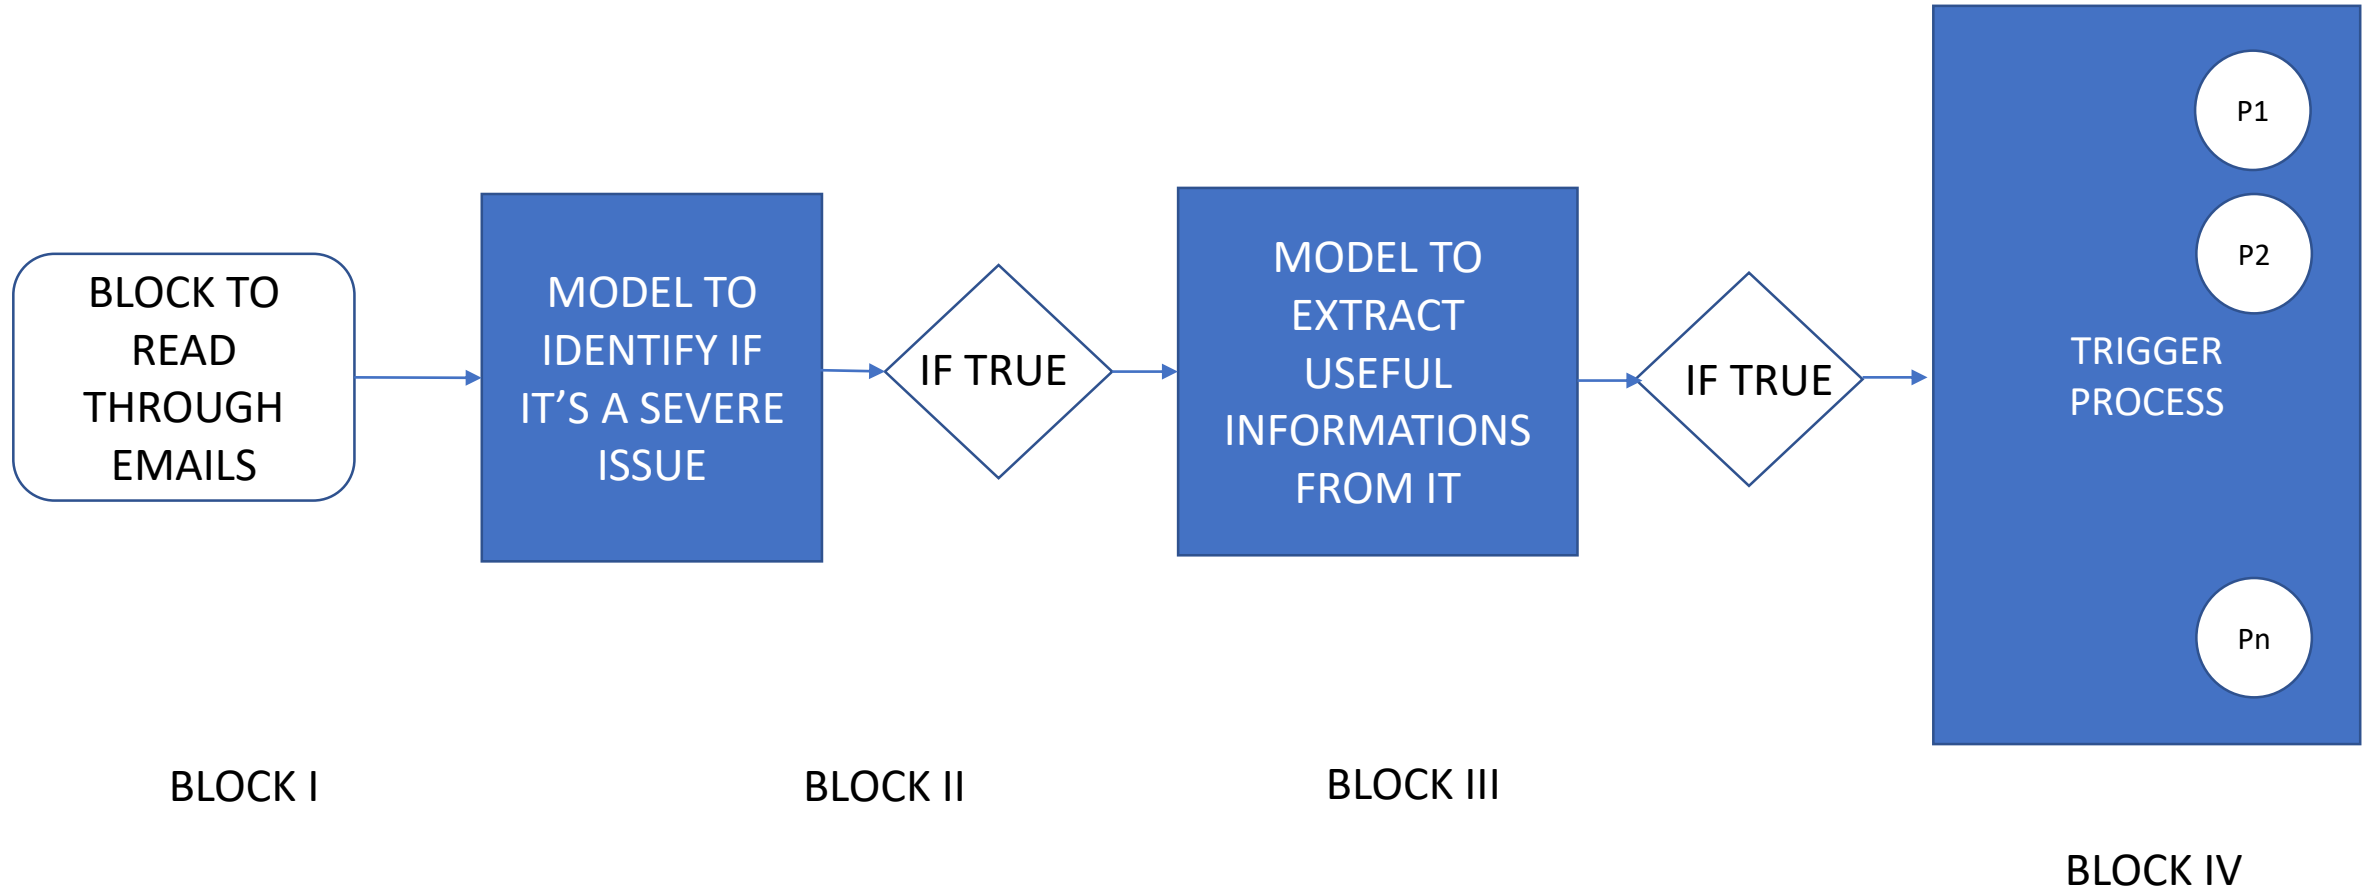 BLOCK TO
READ
THROUGH
EMAILS
MODEL TO
IDENTIFY IF
IT’S A SEVERE
ISSUE
IF TRUE
MODEL TO
EXTRACT
USEFUL
INFORMATIONS
FROM IT
IF TRUE
TRIGGER
PROCESS
P1
P2
Pn
BLOCK I
BLOCK II
BLOCK III
BLOCK IV